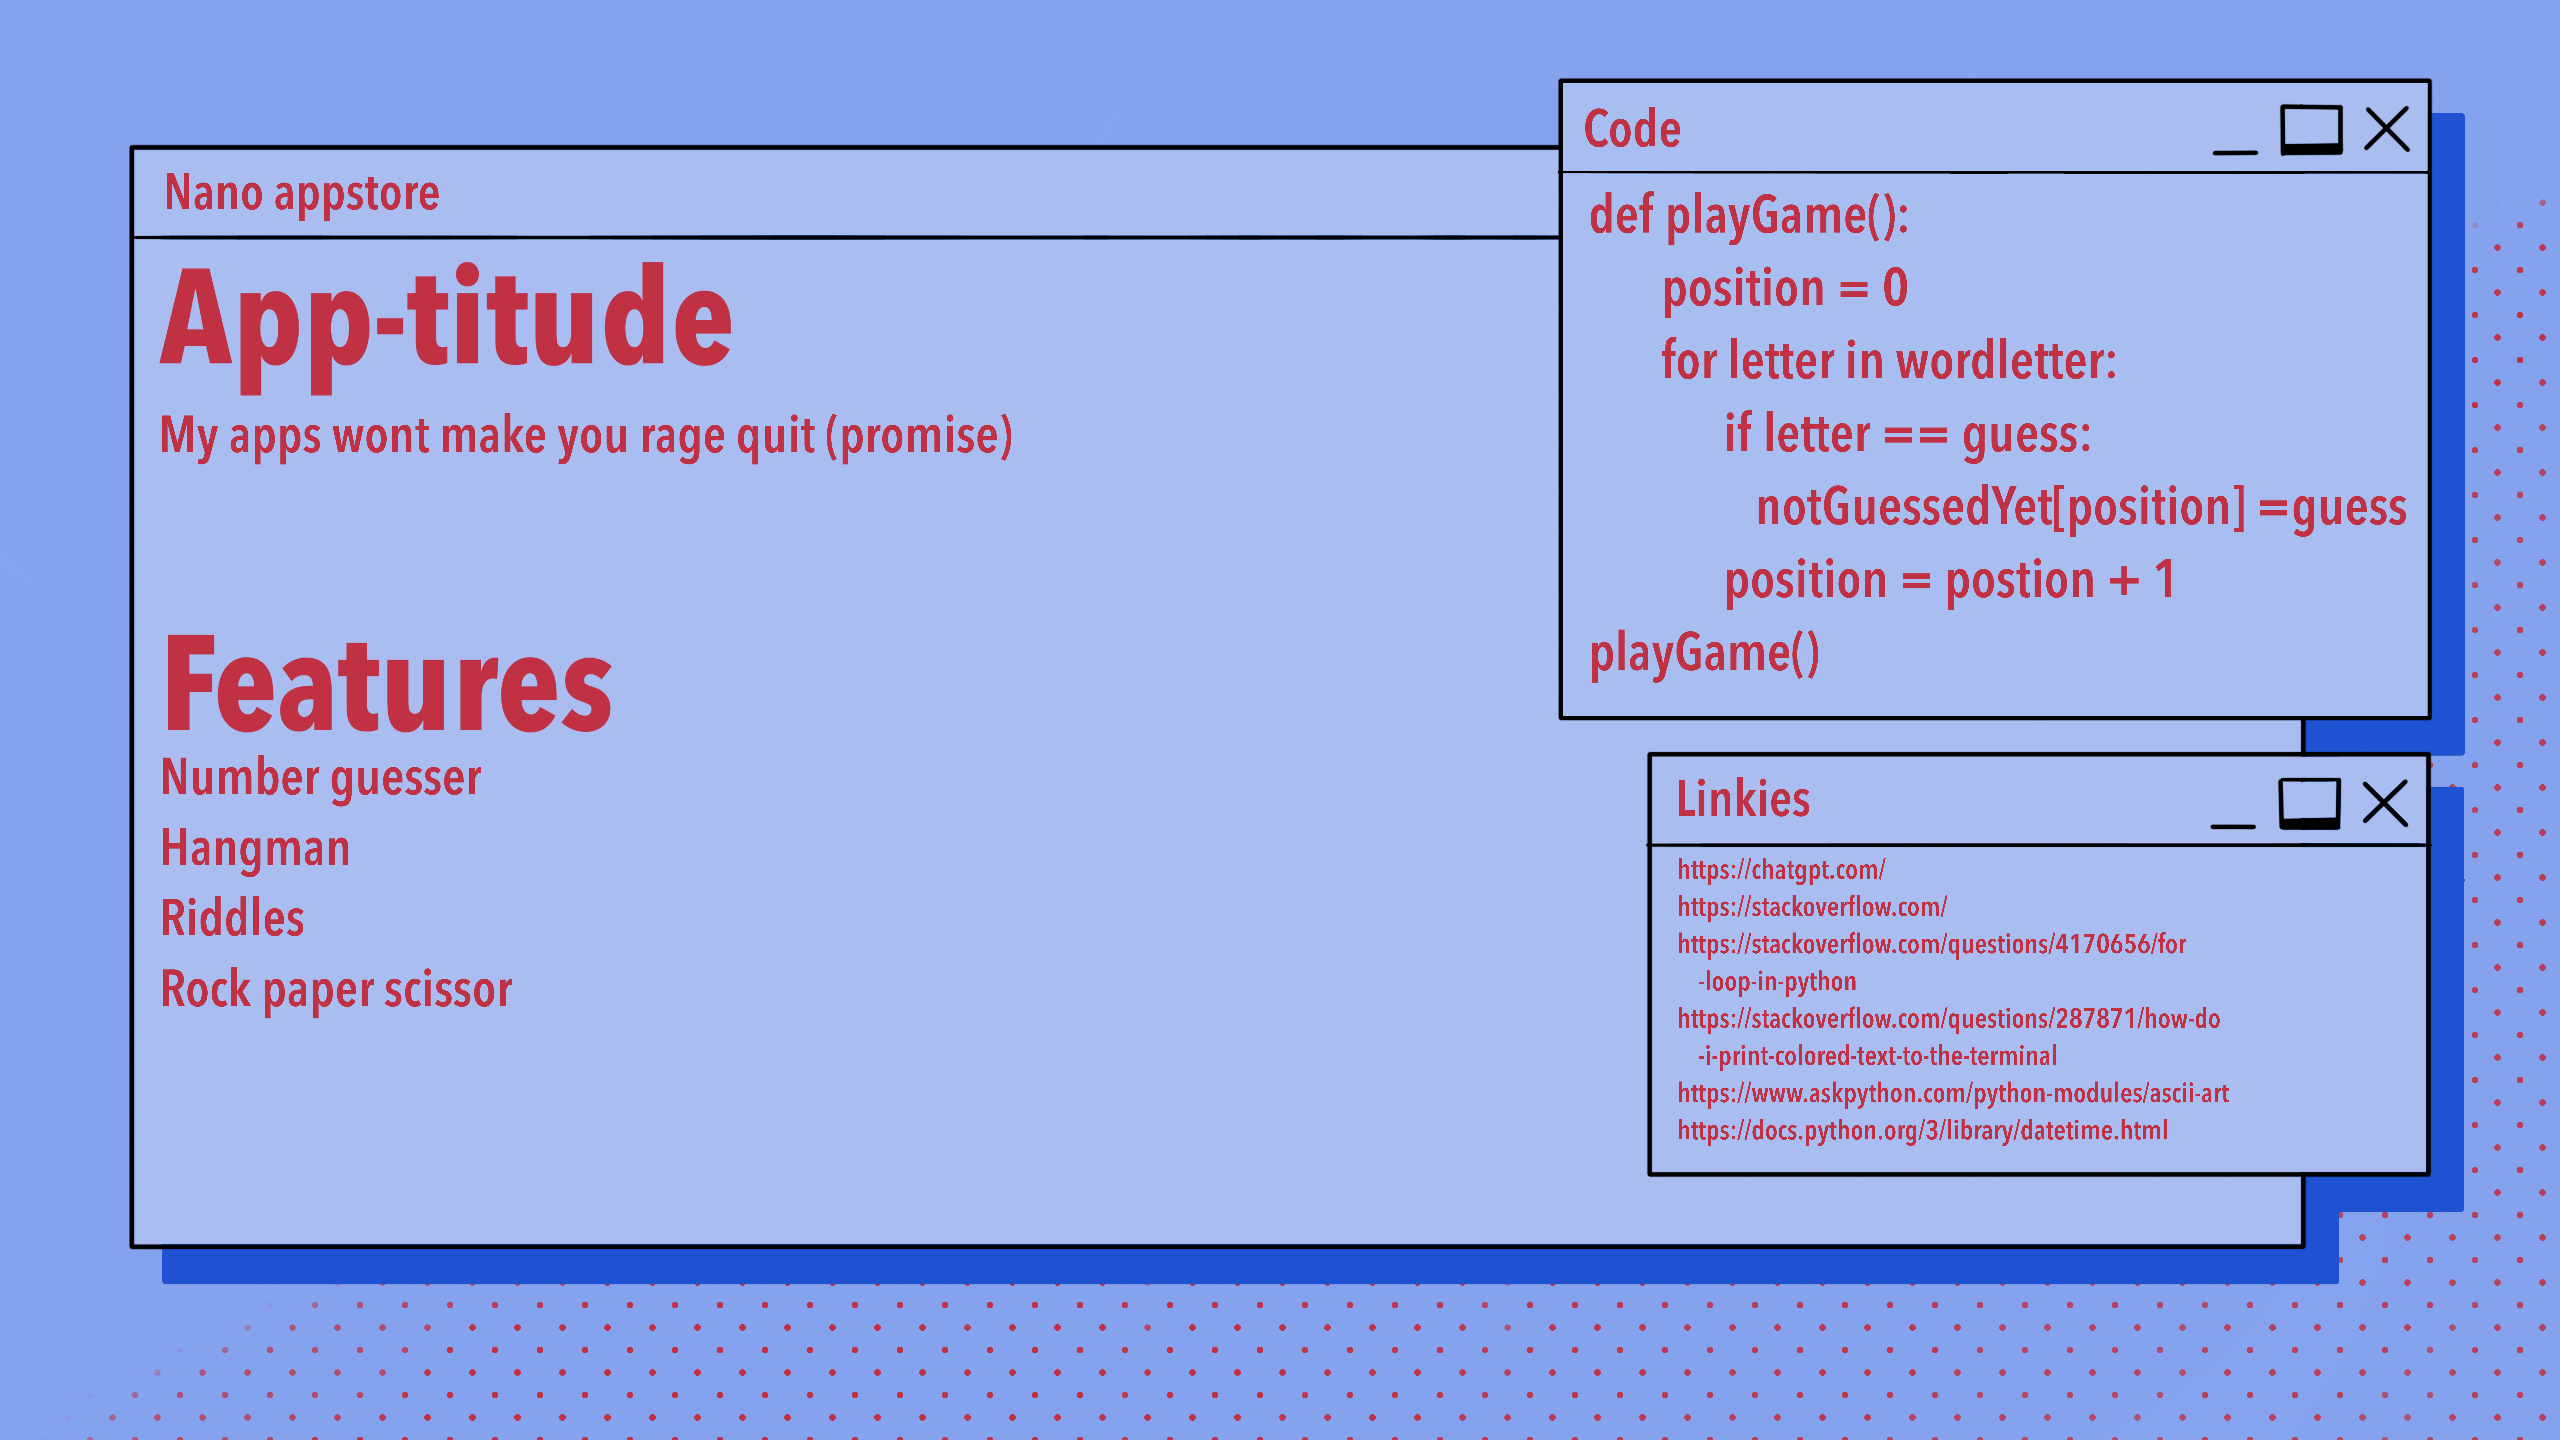 Nano appstore
App-titude
My apps wont make you rage quit (promise)
Features
Number guesser
Hangman
Riddles
Rock paper scissor
Code
def playGame():
position = 0
for letter in wordletter:
if letter == guess:
notGuessedYet[position] =guess
position = postion + 1
playGame()
Linkies
https://chatgpt.com/
https://stackoverflow.com/
https://stackoverflow.com/questions/4170656/for
-loop-in-python
https://stackoverflow.com/questions/287871/how-do
-i-print-colored-text-to-the-terminal
https://www.askpython.com/python-modules/ascii-art
https://docs.python.org/3/library/datetime.html